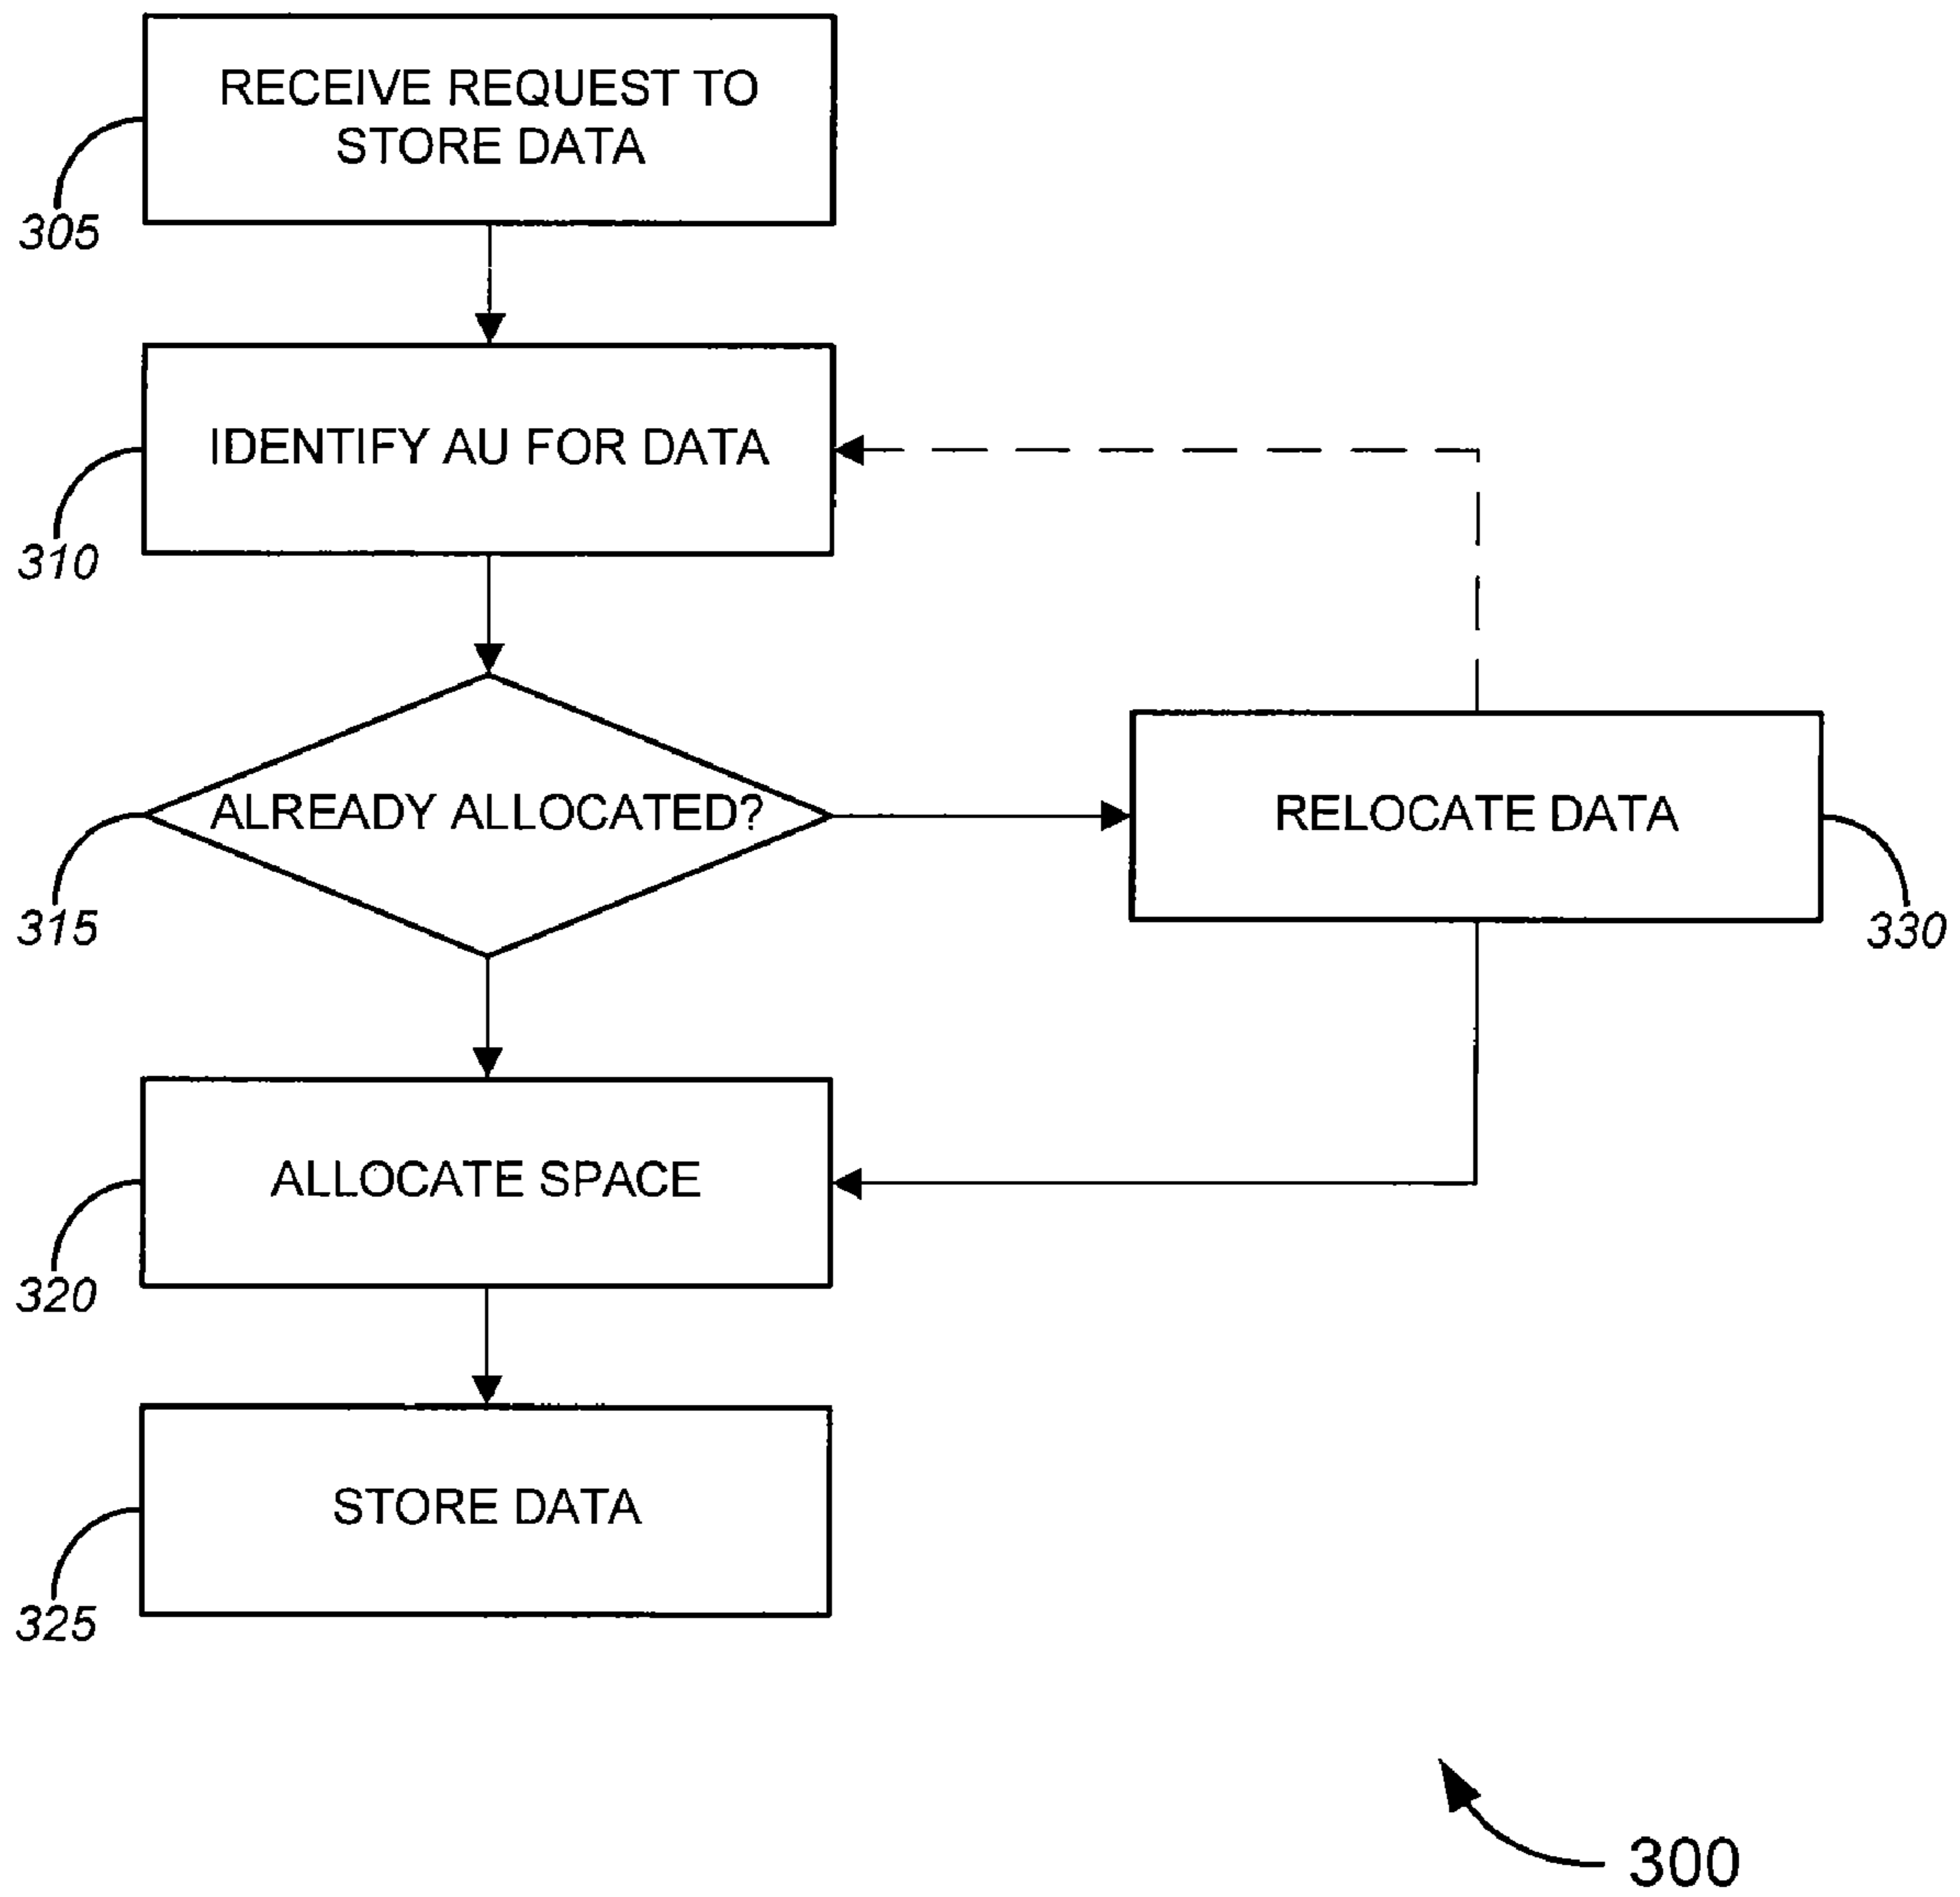 RECEIVE REQUEST TO
STORE DATA
305
IDENTIFY AU FOR DATA
310
ALREADY ALLOCATED?
315
RELOCATE DATA
330
ALLOCATE SPACE
320
STORE DATA
325
300